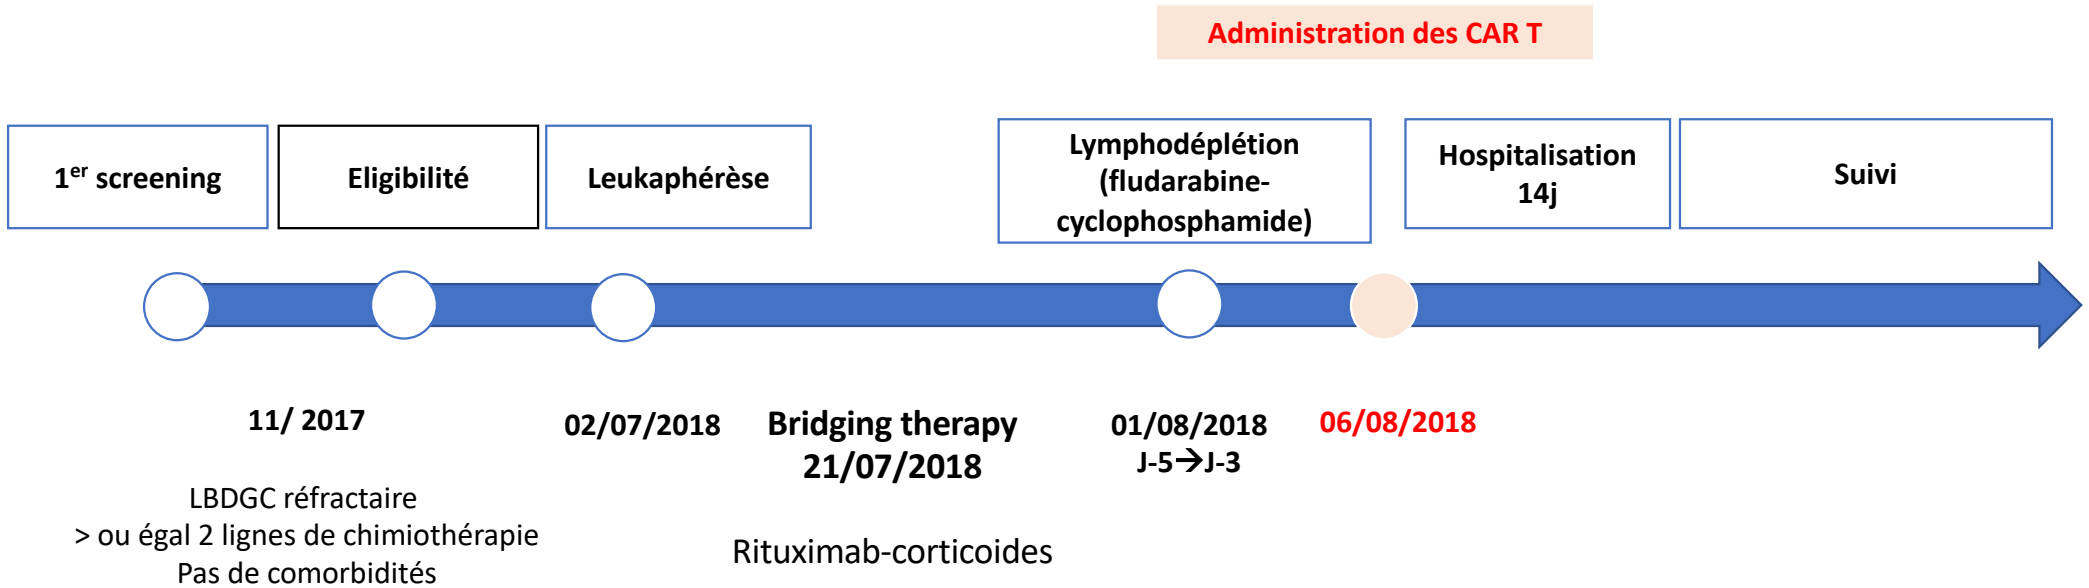 Administration des CAR T
1er screening
Eligibilité
Leukaphérèse
Lymphodéplétion
(fludarabine-
cyclophosphamide)
Hospitalisation
14j
Suivi
11/ 2017
02/07/2018
Bridging therapy
21/07/2018
01/08/2018
J-5→J-3
06/08/2018
LBDGC réfractaire
> ou égal 2 lignes de chimiothérapie
Pas de comorbidités
Rituximab-corticoides